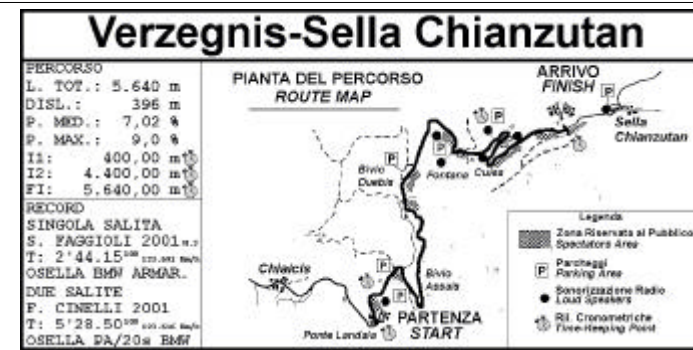 Verzegnis-Sella Chianzutan
PERCORSO
L. TOT.: 5.640 m
DISL.: 396 m
P. MED.: 7,02 %
P. MAX.: 9,0 %
I1: 400,00 m
I2: 4.400,00 m
FI: 5.640,00 m
RECORD
SINGOLA SALITA
S. FAGGIOLI 2001
T: 2'44.15
OSELLA BMW ARMAR.
DUE SALITE
F. CINELLI 2001
T: 5'28.50
OSELLA PA/20s BMW
PIANTA DEL PERCORSO
ROUTE MAP
ARRIVO
FINISH
P
Sella
Chianzutan
P
P
Bivio
Duebis
Fontana
Cuies
Chiaicis
P
Bivio
Assais
P
PARTENZA
START
Ponte Landaia
Legenda
Zona Riservata al Pubblico
Spectators Area
P
Parcheggi
Parking Area
Sonorizzazione Radio
Loud Speakers
Ril. Cronometriche
Time-Keeping Point